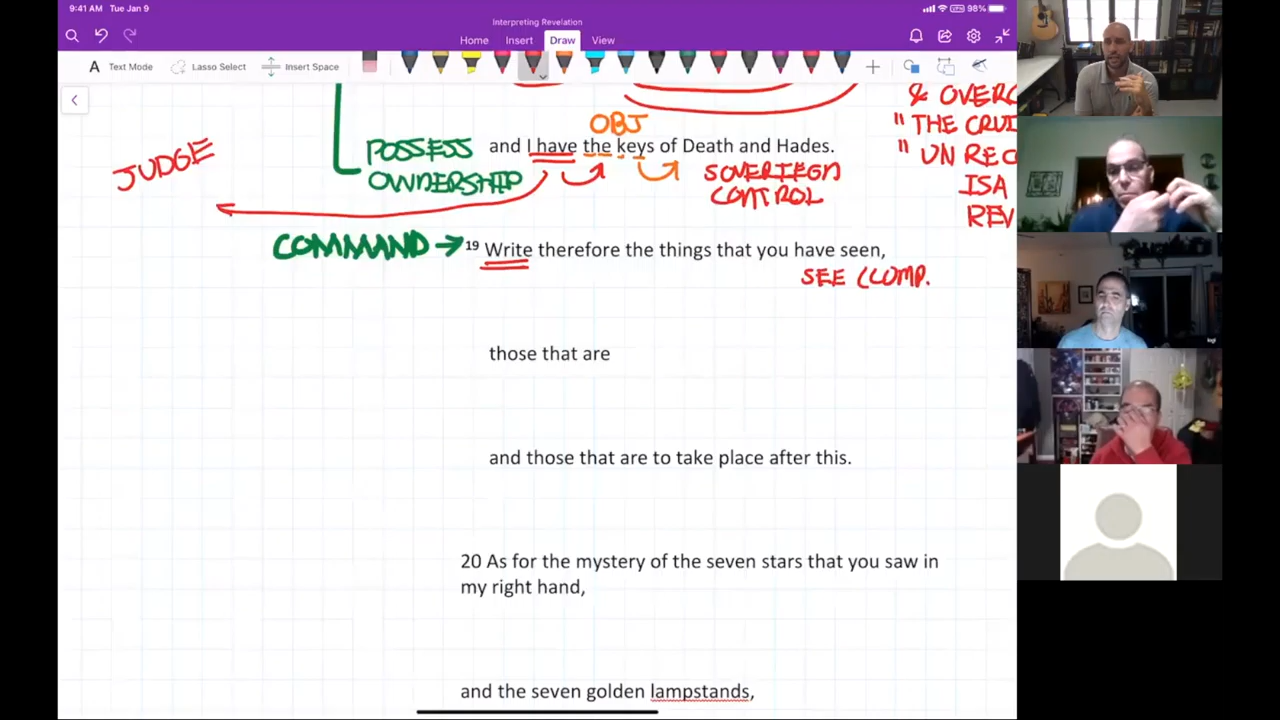 9:41 AM Tue Jan 9
98%
Interpreting Revelation
Home Insert Draw View
Text Mode Lasso Select Insert Space
& OVERC
"THE CRUI
OBJ
and I have the keys of Death and Hades.
"UN REC
JUDGE
POSSESS
OWNERSHIP
SOVERIEGN
CONTROL
ISA
REV
COMMAND → 19 Write therefore the things that you have seen,
SEE (COMP.
those that are
and those that are to take place after this.
20 As for the mystery of the seven stars that you saw in
my right hand,
and the seven golden lampstands,